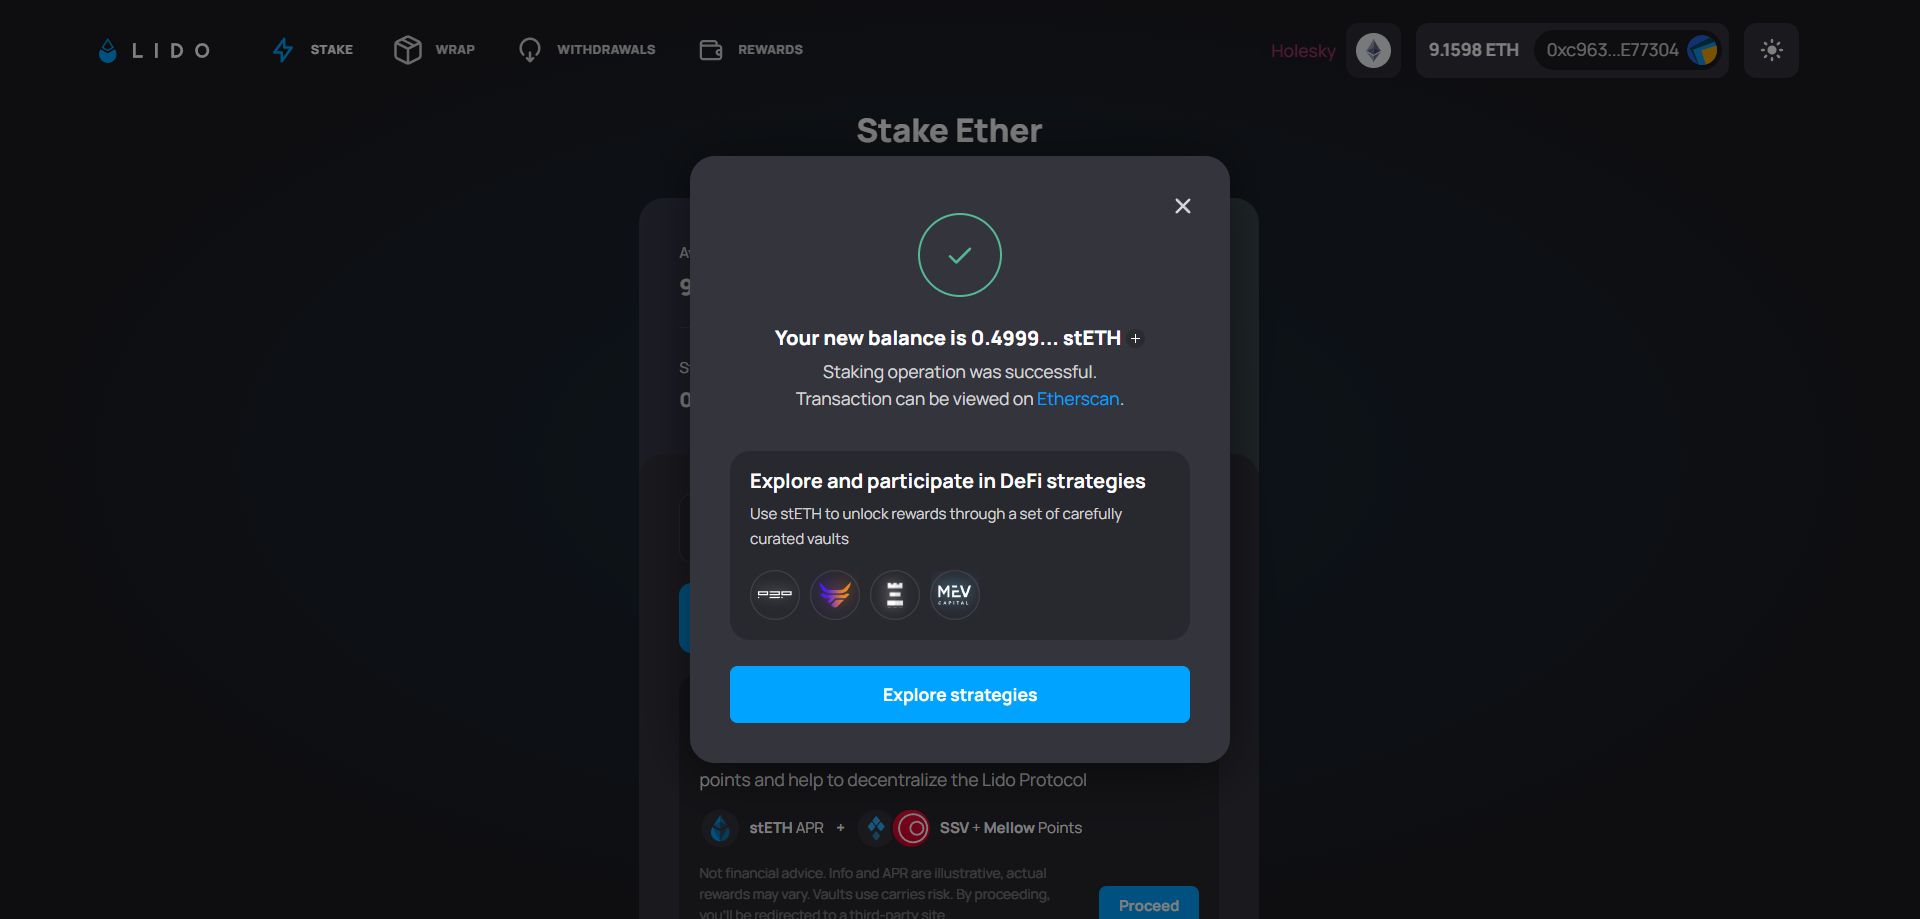 LIDO
STAKE
WRAP
WITHDRAWALS
REWARDS
Holesky
9.1598 ETH
0xc963...E77304
Stake Ether
9
S
0
Your new balance is 0.4999... stETH +
Staking operation was successful.
Transaction can be viewed on Etherscan.
Explore and participate in DeFi strategies
Use stETH to unlock rewards through a set of carefully
curated vaults
P2P
MEV
CAPITAL
Explore strategies
points and help to decentralize the Lido Protocol
stETH APR + SSV + Mellow Points
Not financial advice. Info and APR are illustrative, actual
rewards may vary. Vaults use carries risk. By proceeding,
you'll be redirected to a third-party site
Proceed